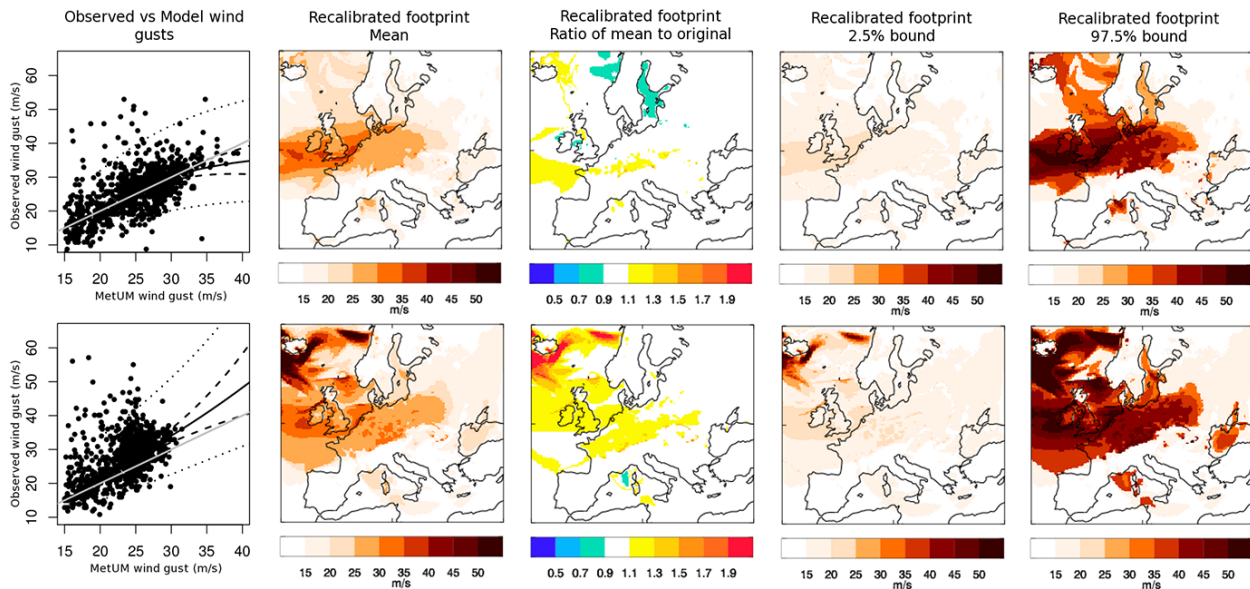 Observed vs Model wind
gusts
Recalibrated footprint
Mean
Recalibrated footprint
Ratio of mean to original
Recalibrated footprint
2.5% bound
Recalibrated footprint
97.5% bound
Observed wind gust (m/s)
10 20 30 40 50 60
15 20 25 30 35 40
MetUM wind gust (m/s)
15 20 25 30 35 40 45 50
m/s
0.5 0.7 0.9 1.1 1.3 1.5 1.7 1.9
15 20 25 30 35 40 45 50
m/s
15 20 25 30 35 40 45 50
m/s
Observed wind gust (m/s)
10 20 30 40 50 60
15 20 25 30 35 40
MetUM wind gust (m/s)
15 20 25 30 35 40 45 50
m/s
0.5 0.7 0.9 1.1 1.3 1.5 1.7 1.9
15 20 25 30 35 40 45 50
m/s
15 20 25 30 35 40 45 50
m/s